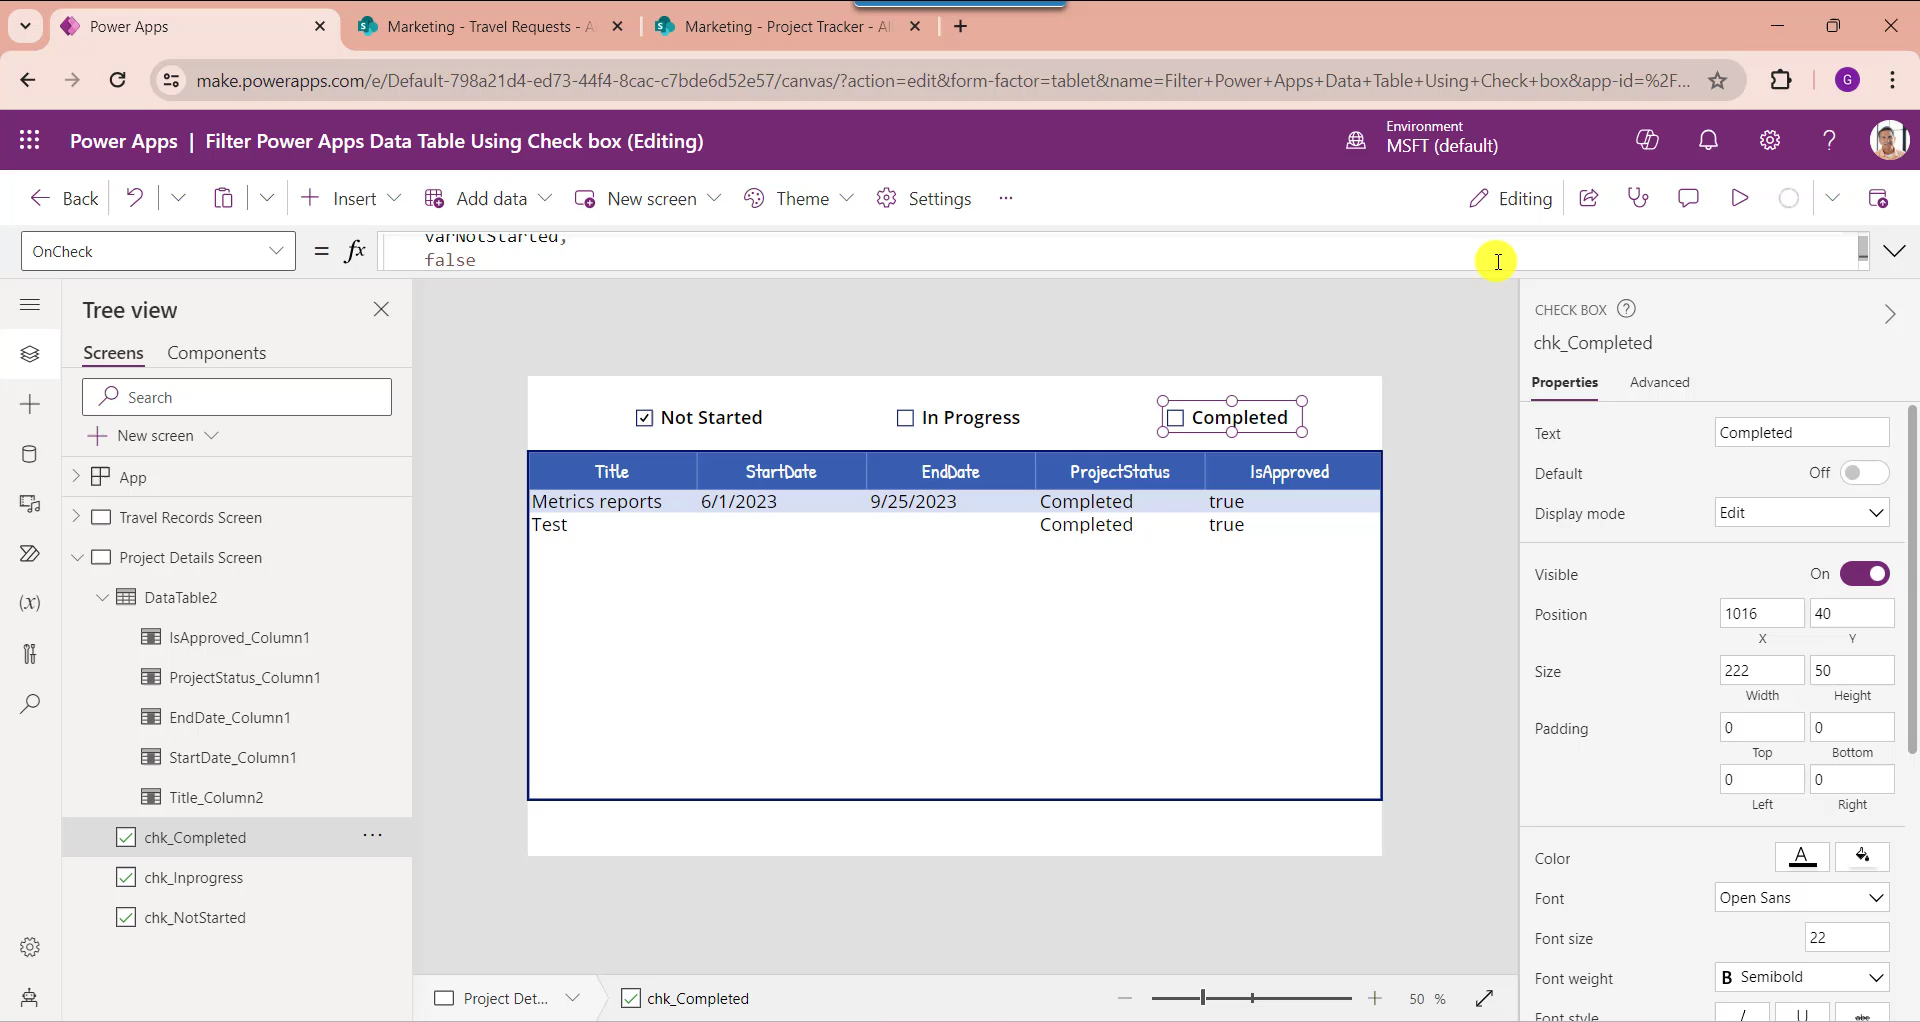 Power Apps
Marketing - Travel Requests - A
Marketing - Project Tracker - Al
make.powerapps.com/e/Default-798a21d4-ed73-44f4-8cac-c7bde6d52e57/canvas/?action=edit&form-factor=tablet&name=Filter+Power+Apps+Data+Table+Using+Check+box&app-id=%2F...
G
Power Apps | Filter Power Apps Data Table Using Check box (Editing)
Environment
MSFT (default)
Back
Insert
Add data
New screen
Theme
Settings
Editing
OnCheck
= fx
varNotStarted,
false
Tree view
Screens
Components
Search
New screen
App
Travel Records Screen
Project Details Screen
DataTable2
IsApproved_Column1
ProjectStatus_Column1
EndDate_Column1
StartDate_Column1
Title_Column2
chk_Completed
chk_Inprogress
chk_NotStarted
Not Started
In Progress
Completed
Title StartDate EndDate ProjectStatus IsApproved
Metrics reports 6/1/2023 9/25/2023 Completed true
Test Completed true
Project Det...
chk_Completed
50 %
CHECK BOX
chk_Completed
Properties
Advanced
Text Completed
Default Off
Display mode Edit
Visible On
Position 1016 40
X Y
Size 222 50
Width Height
Padding 0 0
Top Bottom
0 0
Left Right
Color A
Font Open Sans
Font size 22
Font weight B Semibold
Font style / U abc